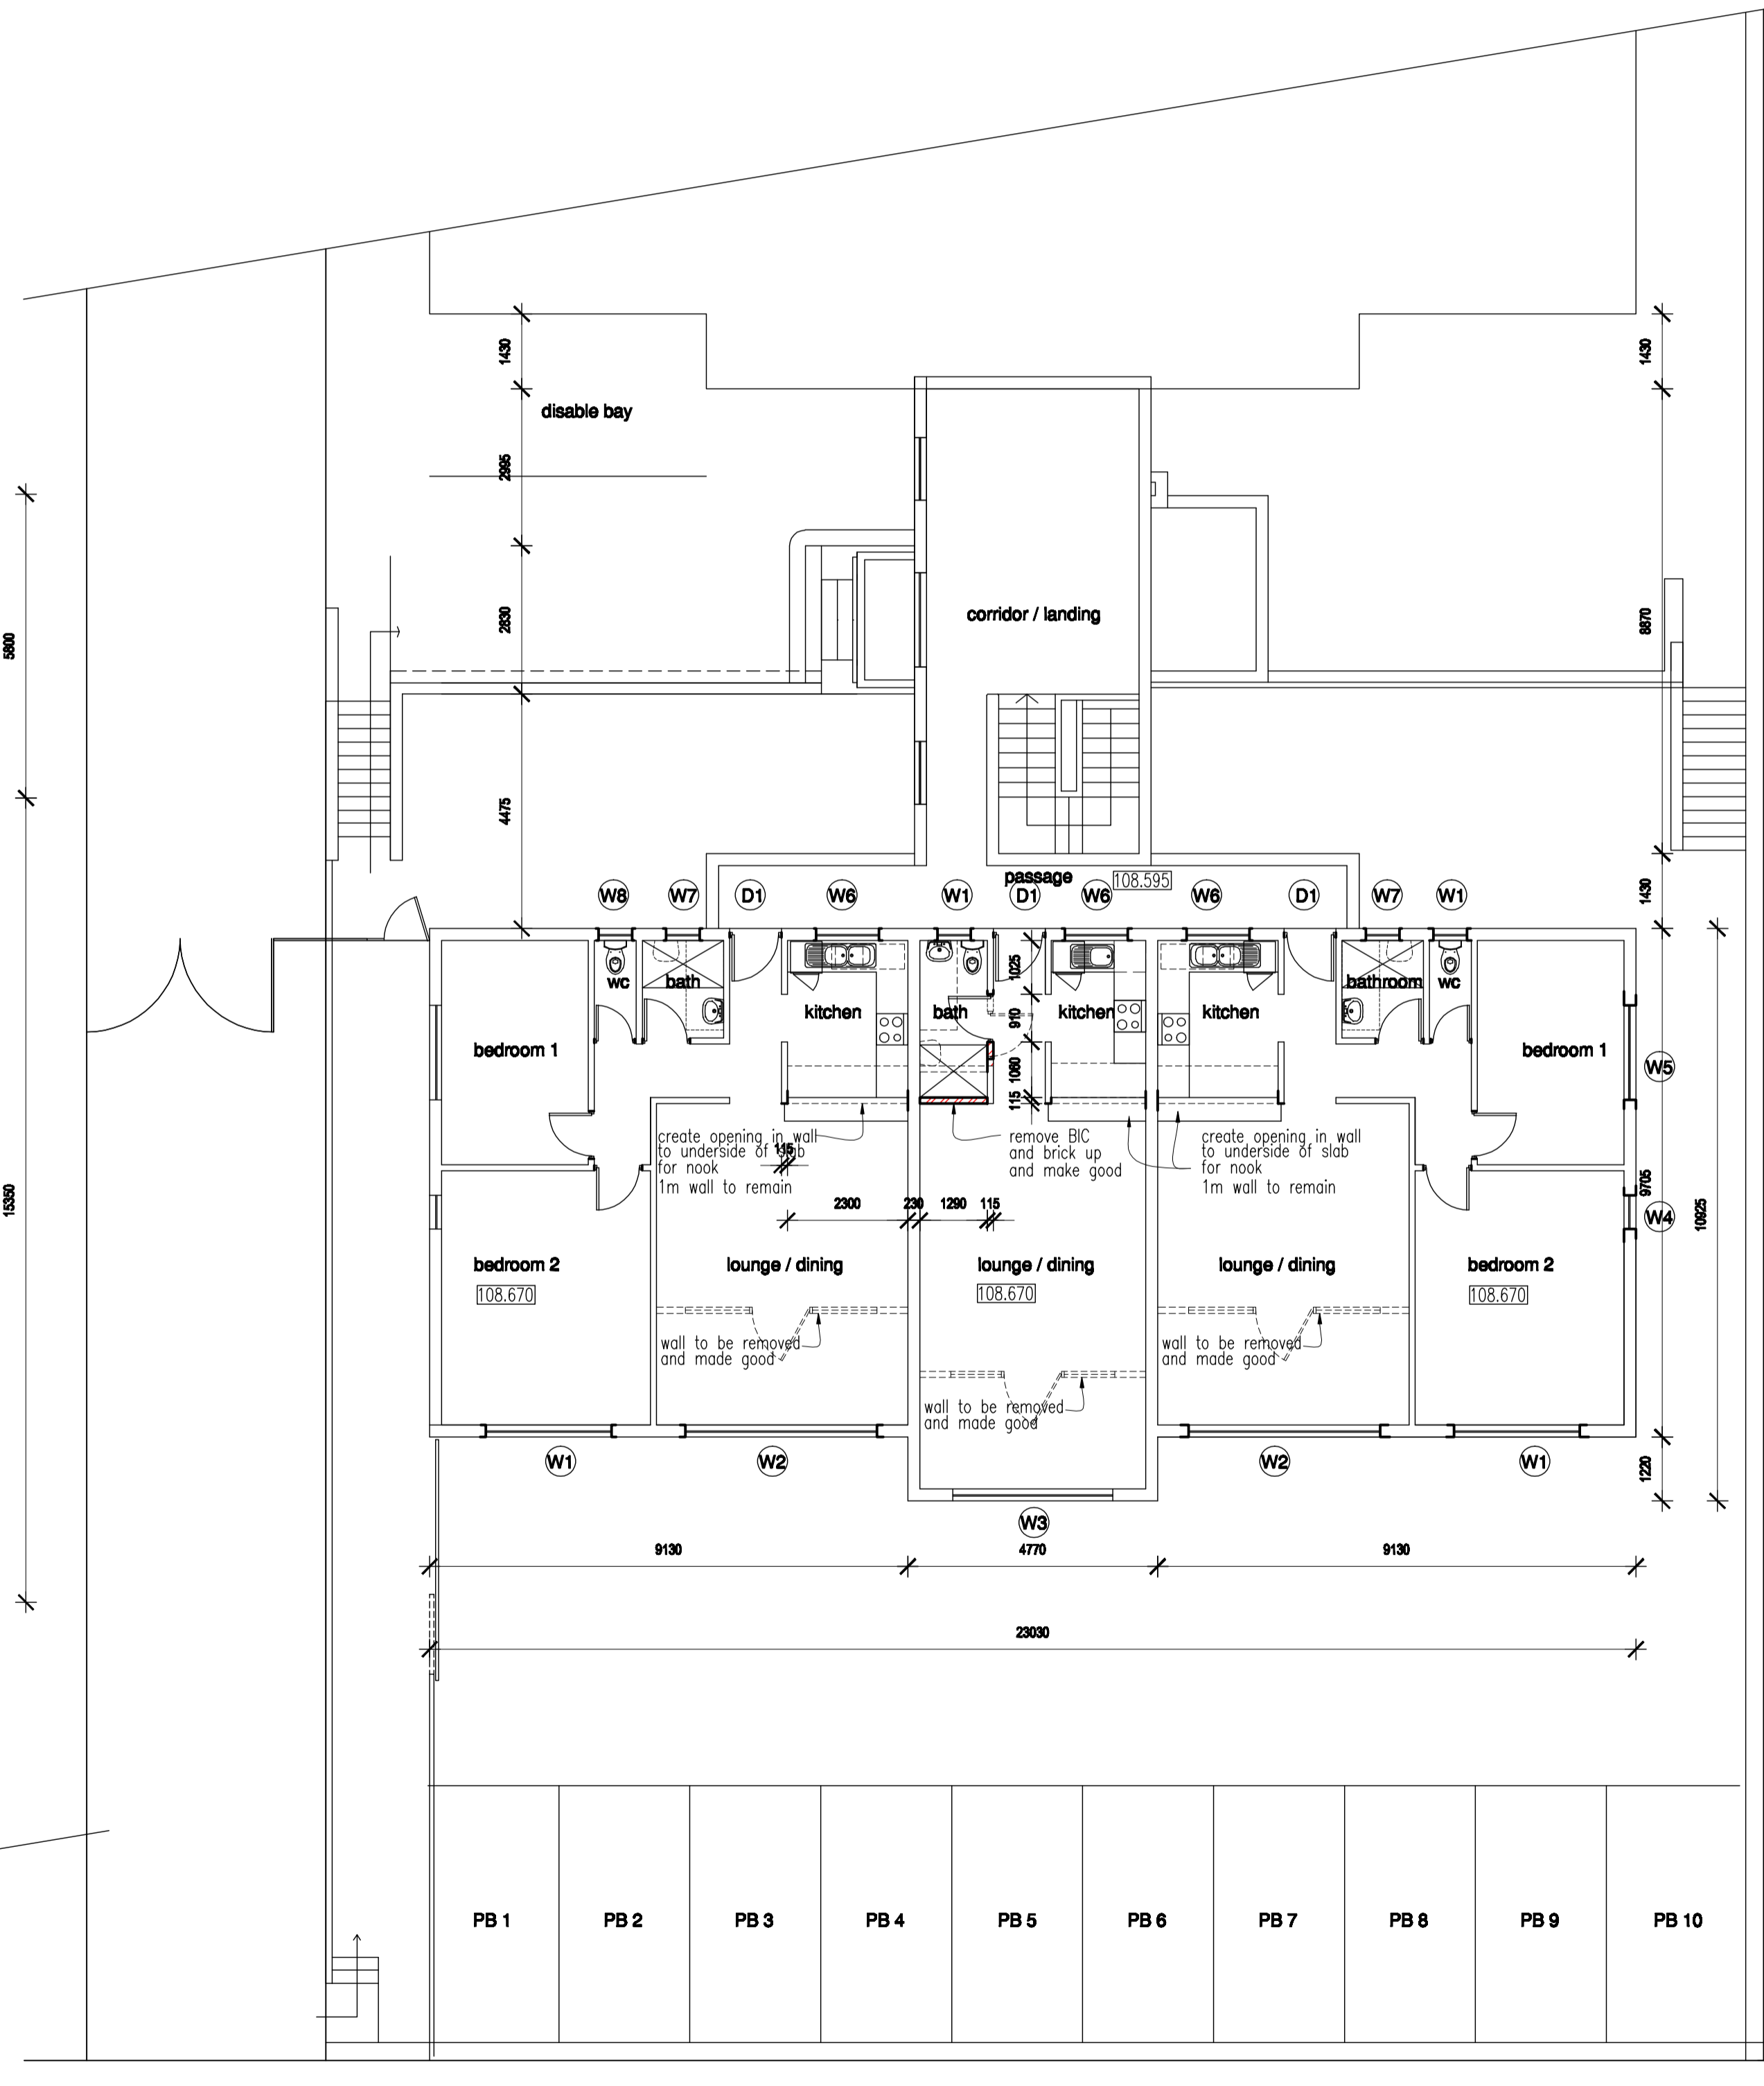 1430
1430
disable bay
2995
5800
2830
corridor / landing
8870
4475
passage
108.595
1430
W8
W7
D1
W6
W1
D1
W6
W6
D1
W7
W1
wc
bath
kitchen
bath
1025
910
1060
115
kitchen
kitchen
bathroom
wc
bedroom 1
bedroom 1
W5
create opening in wall
to underside of slab
for nook
1m wall to remain
115
remove BIC
and brick up
and make good
create opening in wall
to underside of slab
for nook
1m wall to remain
15350
2300
230
1290
115
9705
10925
W4
bedroom 2
108.670
lounge / dining
lounge / dining
108.670
lounge / dining
bedroom 2
108.670
wall to be removed
and made good
wall to be removed
and made good
wall to be removed
and made good
W1
W2
W2
W1
1220
W3
9130
4770
9130
23030
PB 1
PB 2
PB 3
PB 4
PB 5
PB 6
PB 7
PB 8
PB 9
PB 10